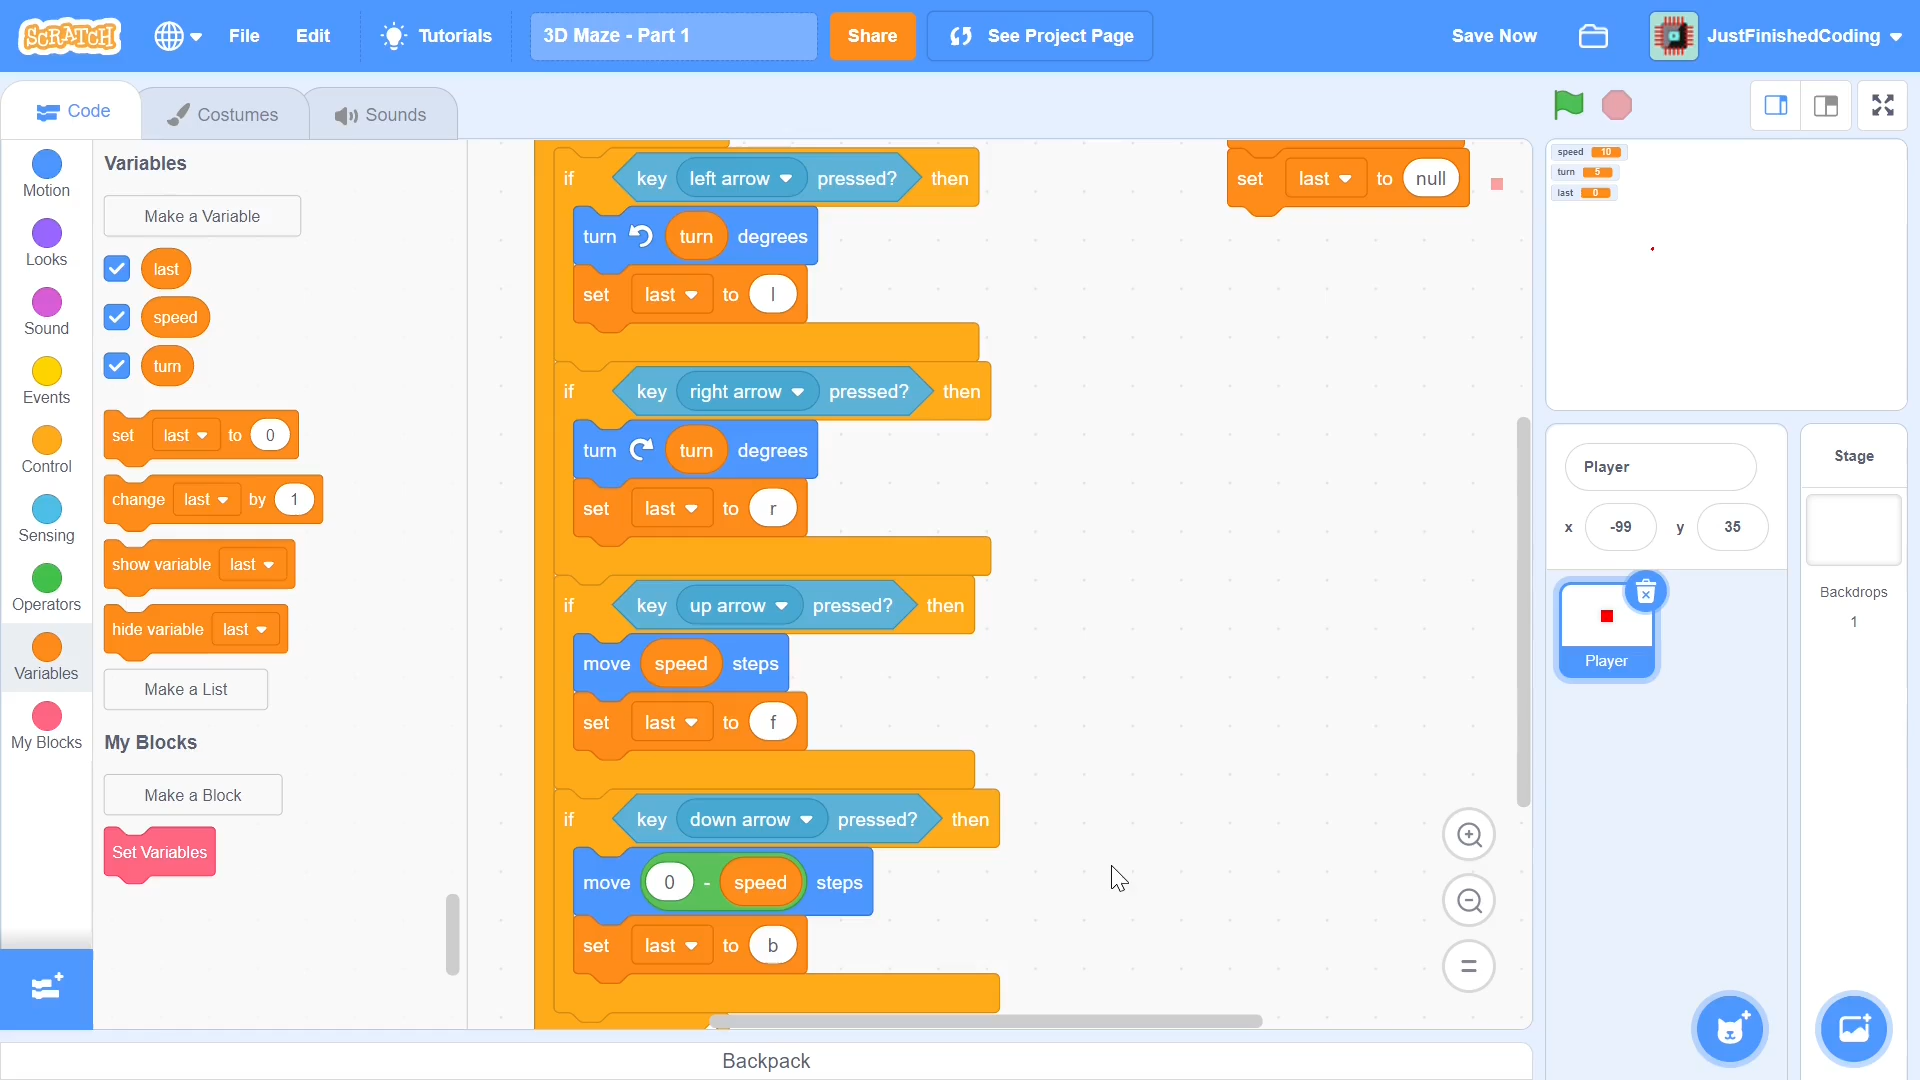 SCRATCH
File
Edit
Tutorials
3D Maze - Part 1
Share
See Project Page
Save Now
JustFinishedCoding
Code
Costumes
Sounds
Motion
Looks
Sound
Events
Control
Sensing
Operators
Variables
My Blocks
Variables
Make a Variable
last
speed
turn
set last to 0
change last by 1
show variable last
hide variable last
Make a List
My Blocks
Make a Block
Set Variables
if key left arrow pressed? then
turn turn degrees
set last to l
if key right arrow pressed? then
turn turn degrees
set last to r
if key up arrow pressed? then
move speed steps
set last to f
if key down arrow pressed? then
move 0 - speed steps
set last to b
set last to null
speed 10
turn 5
last 0
Player
x -99 y 35
Player
Stage
Backdrops
1
Backpack